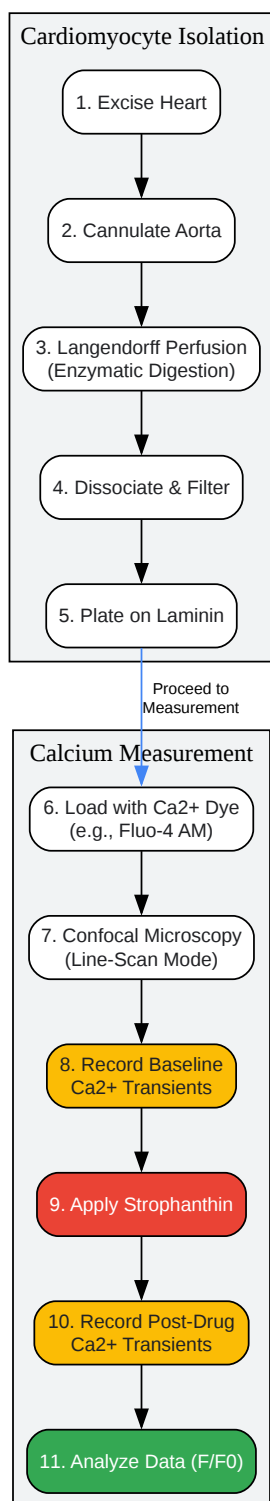 Cardiomyocyte Isolation
1. Excise Heart
2. Cannulate Aorta
3. Langendorff Perfusion
(Enzymatic Digestion)
4. Dissociate & Filter
5. Plate on Laminin
Proceed to
Measurement
Calcium Measurement
6. Load with Ca2+ Dye
(e.g., Fluo-4 AM)
7. Confocal Microscopy
(Line-Scan Mode)
8. Record Baseline
Ca2+ Transients
9. Apply Strophanthin
10. Record Post-Drug
Ca2+ Transients
11. Analyze Data (F/F0)